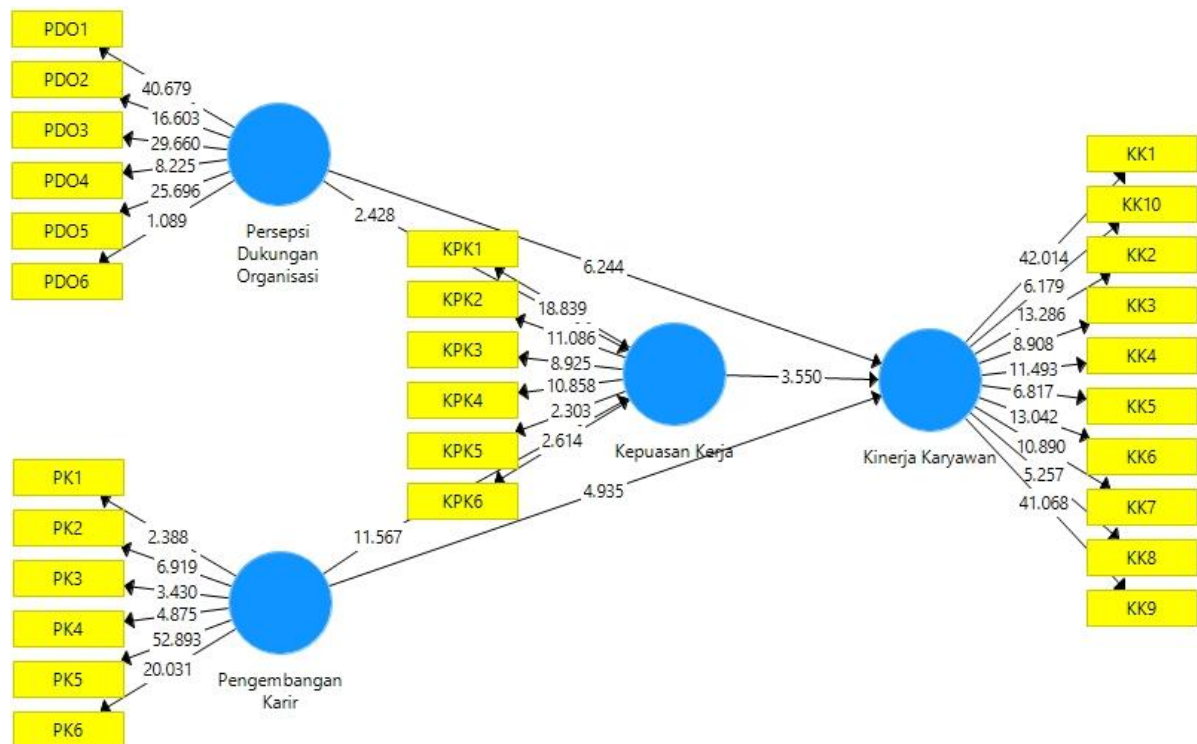 PDO1
PDO2
PDO3
PDO4
PDO5
PDO6
40.679
16.603
29.660
8.225
25.696
1.089
Persepsi
Dukungan
Organisasi
2.428
6.244
KPK1
KPK2
KPK3
KPK4
KPK5
KPK6
18.839
11.086
8.925
10.858
2.303
2.614
Kepuasan Kerja
3.550
Kinerja Karyawan
KK1
KK10
KK2
KK3
KK4
KK5
KK6
KK7
KK8
KK9
42.014
6.179
13.286
8.908
11.493
6.817
13.042
10.890
5.257
41.068
PK1
PK2
PK3
PK4
PK5
PK6
2.388
6.919
3.430
4.875
52.893
20.031
Pengembangan
Karir
11.567
4.935